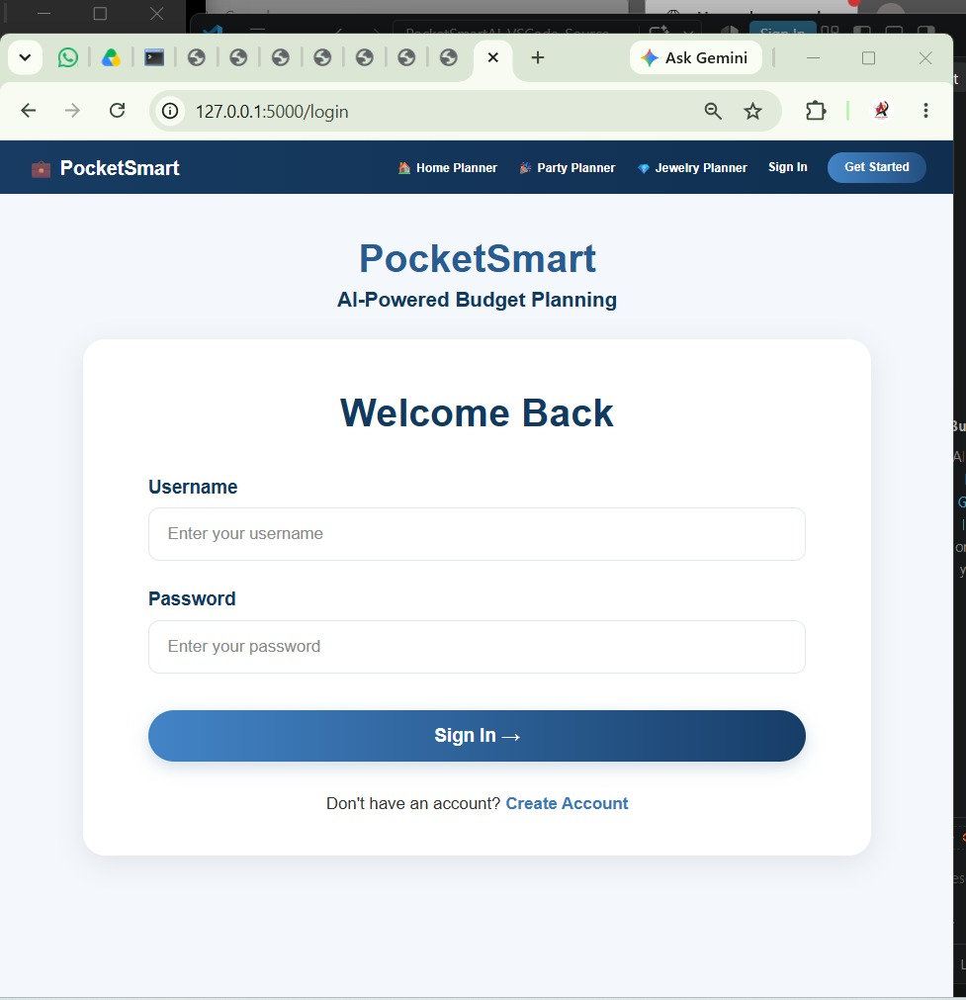 Sign In
Ask Gemini
127.0.0.1:5000/login
PocketSmart
Home Planner
Party Planner
Jewelry Planner
Sign In
Get Started
PocketSmart
AI-Powered Budget Planning
Welcome Back
Username
Enter your username
Password
Enter your password
Sign In →
Don't have an account? Create Account